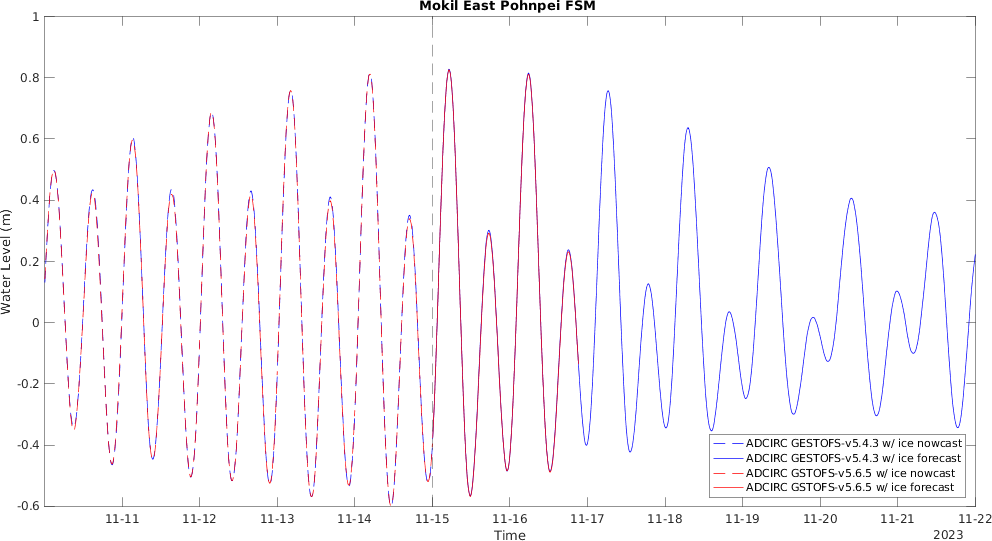 Mokil East Pohnpei FSM
1
0.8
0.6
0.4
0.2
0
-0.2
-0.4
-0.6
Water Level (m)
11-11 11-12 11-13 11-14 11-15 11-16 11-17 11-18 11-19 11-20 11-21 11-22
Time
2023
ADCIRC GESTOFS-v5.4.3 w/ ice nowcast
ADCIRC GESTOFS-v5.4.3 w/ ice forecast
ADCIRC GSTOFS-v5.6.5 w/ ice nowcast
ADCIRC GSTOFS-v5.6.5 w/ ice forecast